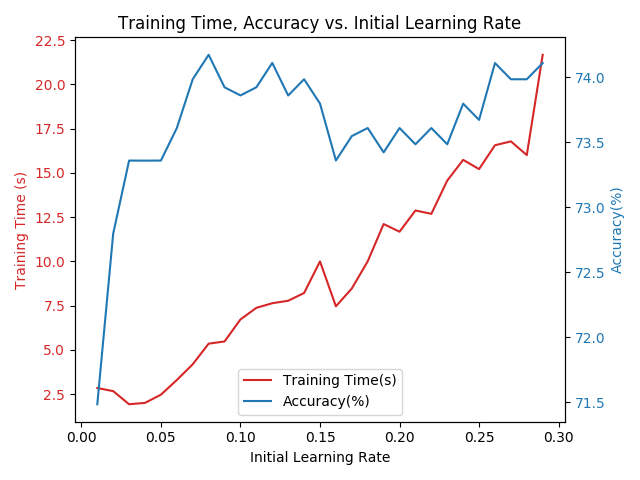 Training Time, Accuracy vs. Initial Learning Rate
22.5
20.0
17.5
15.0
12.5
10.0
7.5
5.0
2.5
Training Time (s)
74.0
73.5
73.0
72.5
72.0
71.5
Accuracy(%)
Training Time(s)
Accuracy(%)
0.00 0.05 0.10 0.15 0.20 0.25 0.30
Initial Learning Rate